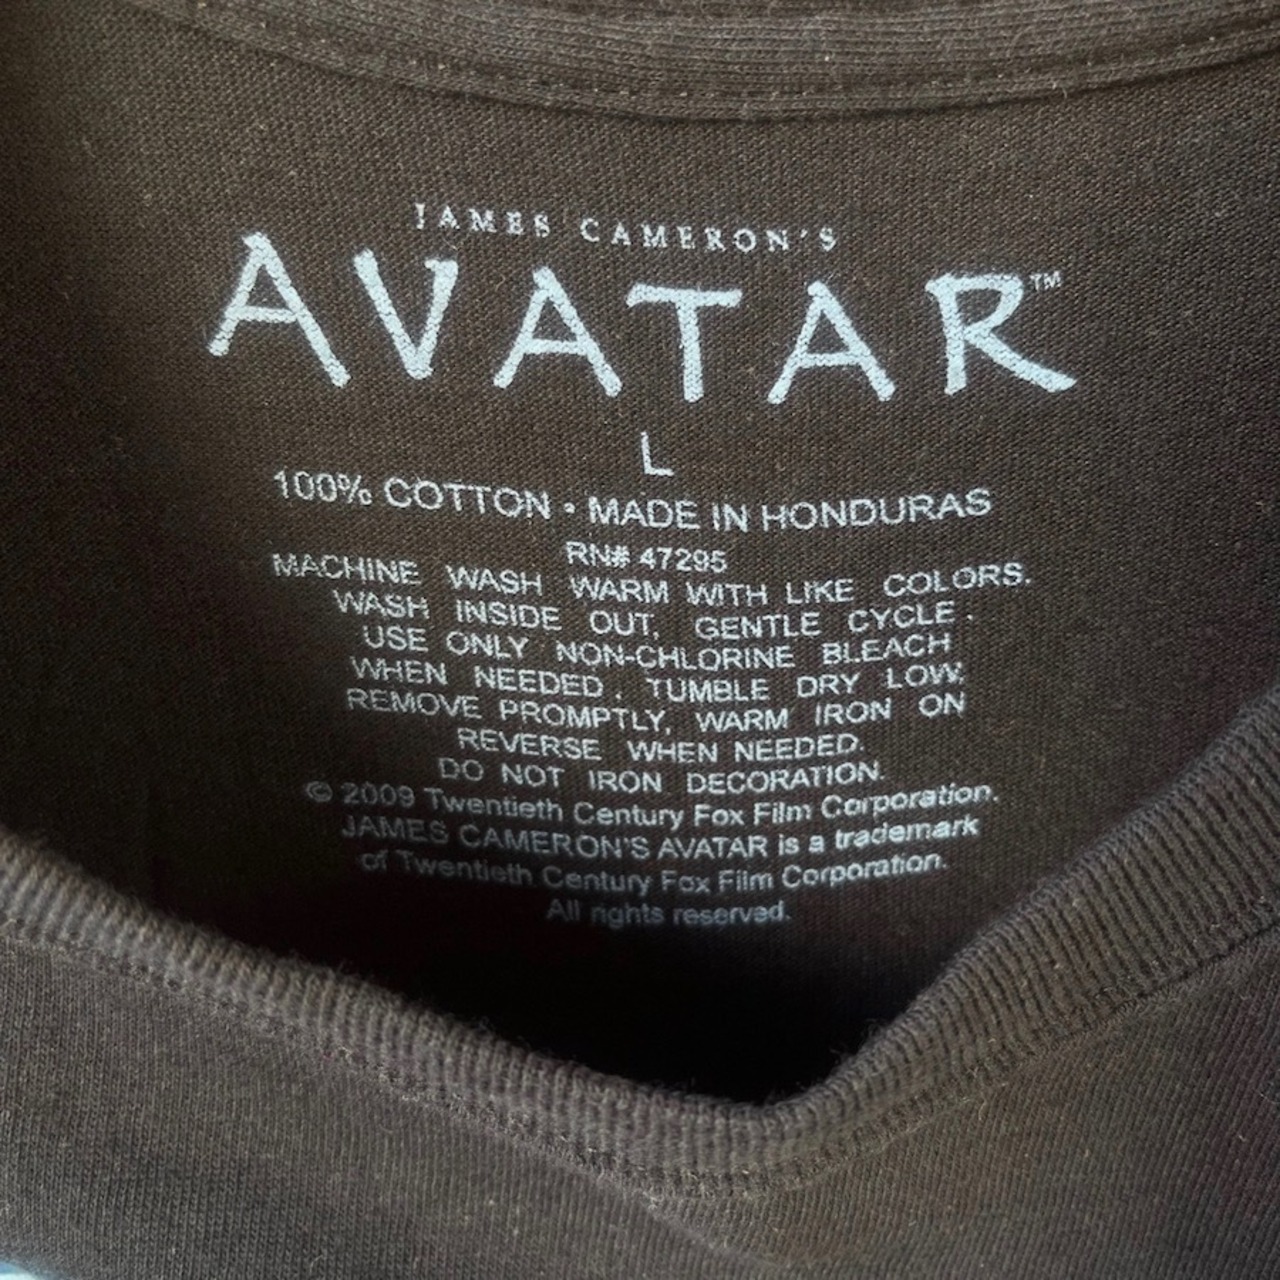 JAMES CAMERON'S
AVATAR™
L
100% COTTON • MADE IN HONDURAS
RN# 47295
MACHINE WASH WARM WITH LIKE COLORS.
WASH INSIDE OUT, GENTLE CYCLE.
USE ONLY NON-CHLORINE BLEACH
WHEN NEEDED. TUMBLE DRY LOW,
REMOVE PROMPTLY, WARM IRON ON
REVERSE WHEN NEEDED.
DO NOT IRON DECORATION.
© 2009 Twentieth Century Fox Film Corporation.
JAMES CAMERON'S AVATAR is a trademark
of Twentieth Century Fox Film Corporation.
All rights reserved.